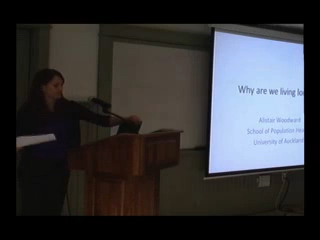 Why are we living lo
Alistair Woodward
School of Population Hea
University of Auckland